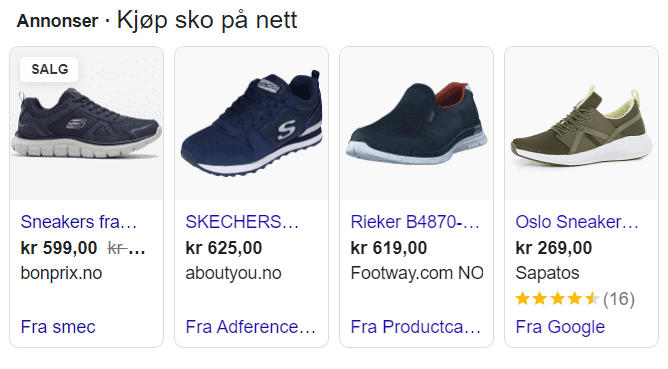 Annonser · Kjøp sko på nett
SALG
Sneakers fra…
kr 599,00 kr…
bonprix.no
Fra smec
SKECHERS…
kr 625,00
aboutyou.no
Fra Adference…
Rieker B4870-…
kr 619,00
Footway.com NO
Fra Productca…
Oslo Sneaker…
kr 269,00
Sapatos
(16)
Fra Google